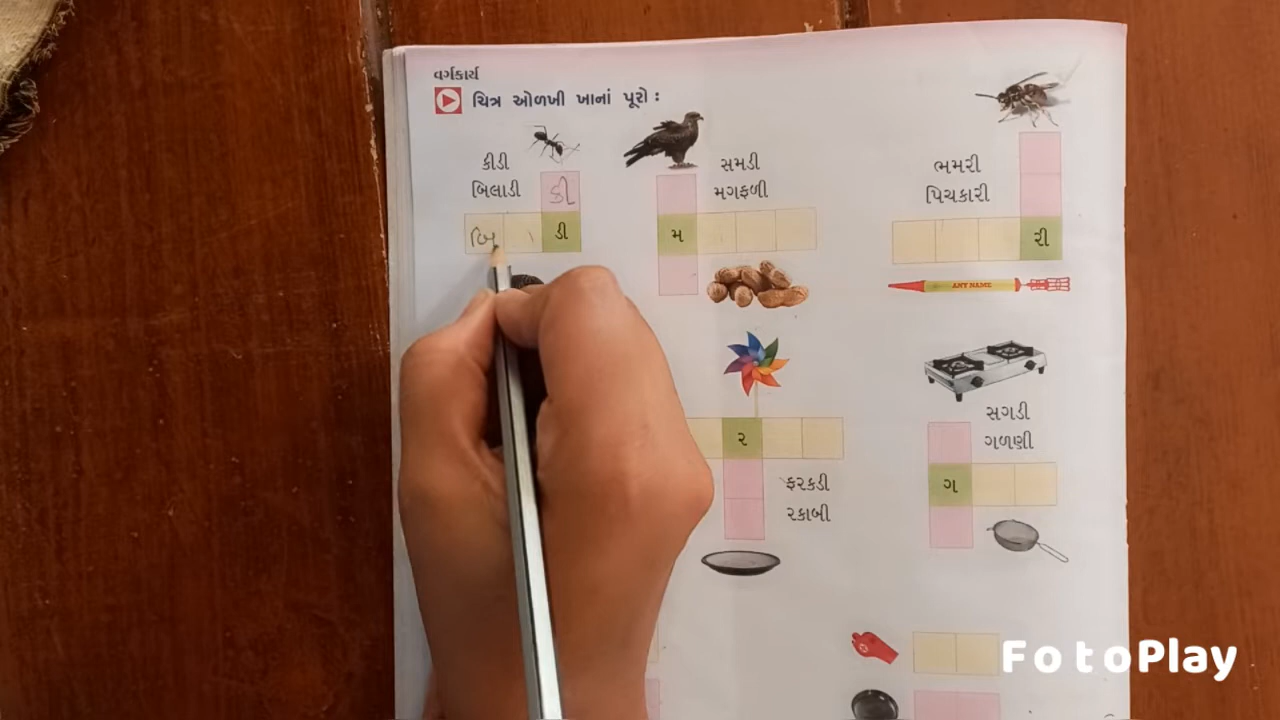 વર્ગકાર્ય
ચિત્ર ઓળખી ખાનાં પૂરો :
કીડી
બિલાડી
કી
બિ ડી
સમડી
મગફળી
મ
ભમરી
પિચકારી
રી
ANY NAME
ર
ફરકડી
રકાબી
સગડી
ગળણી
ગ
FotoPlay